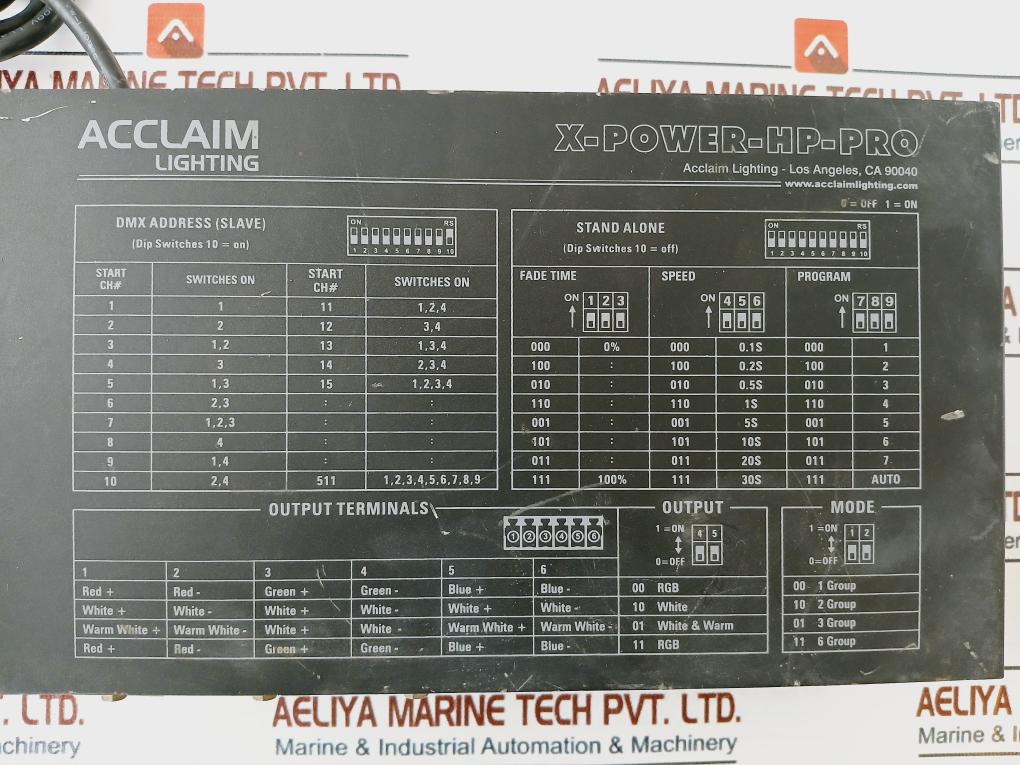 AELIYA MARINE TECH PVT. LTD.
AELIYA MARINE TECH PVT. LTD.
ACCLAIM
LIGHTING
X-POWER-HP-PRO
Acclaim Lighting - Los Angeles, CA 90040
www.acclaimlighting.com
0 = OFF 1 = ON
DMX ADDRESS (SLAVE)
(Dip Switches 10 = on)
ON RS
1 2 3 4 5 6 7 8 9 10
START CH# SWITCHES ON START CH# SWITCHES ON
1 1 11 1,2,4
2 2 12 3,4
3 1,2 13 1,3,4
4 3 14 2,3,4
5 1,3 15 1,2,3,4
6 2,3 : :
7 1,2,3 : :
8 4 : :
9 1,4 : :
10 2,4 511 1,2,3,4,5,6,7,8,9
STAND ALONE
(Dip Switches 10 = off)
ON RS
1 2 3 4 5 6 7 8 9 10
FADE TIME SPEED PROGRAM
ON 1 2 3 ON 4 5 6 ON 7 8 9
000 0% 000 0.1S 000 1
100 : 100 0.2S 100 2
010 : 010 0.5S 010 3
110 : 110 1S 110 4
001 : 001 5S 001 5
101 : 101 10S 101 6
011 : 011 20S 011 7
111 100% 111 30S 111 AUTO
OUTPUT TERMINALS
1 2 3 4 5 6
1 2 3 4 5 6
Red + Red - Green + Green - Blue + Blue -
White + White - White + White - White + White -
Warm White + Warm White - White + White - Warm White + Warm White -
Red + Red - Green + Green - Blue + Blue -
OUTPUT
1 =ON 4 5
0=OFF
00 RGB
10 White
01 White & Warm
11 RGB
MODE
1 =ON 1 2
0=OFF
00 1 Group
10 2 Group
01 3 Group
11 6 Group
. LTD.
chinery
AELIYA MARINE TECH PVT. LTD.
Marine & Industrial Automation & Machinery
AELIYA
Marine & I